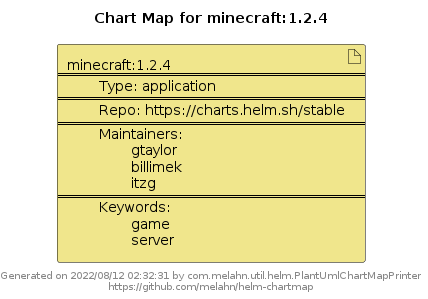 Chart Map for minecraft:1.2.4
minecraft:1.2.4
Type: application
Repo: https://charts.helm.sh/stable
Maintainers:
gtaylor
billimek
itzg
Keywords:
game
server
Generated on 2022/08/12 02:32:31 by com.melahn.util.helm.PlantUmlChartMapPrinter
https://github.com/melahn/helm-chartmap